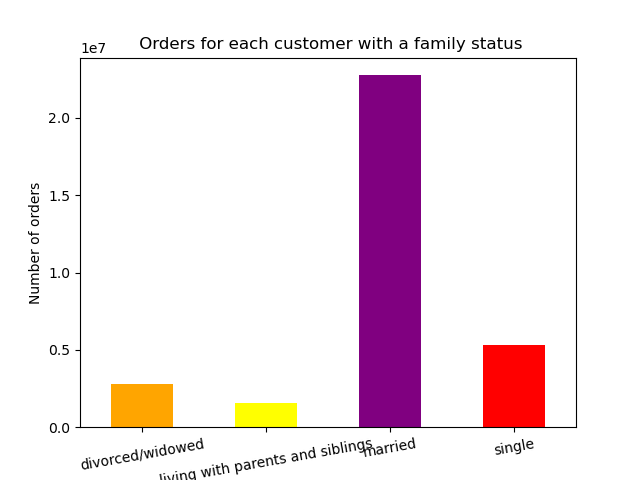 Orders for each customer with a family status
1e7
2.0
1.5
1.0
0.5
0.0
Number of orders
divorced/widowed
living with parents and siblings
married
single